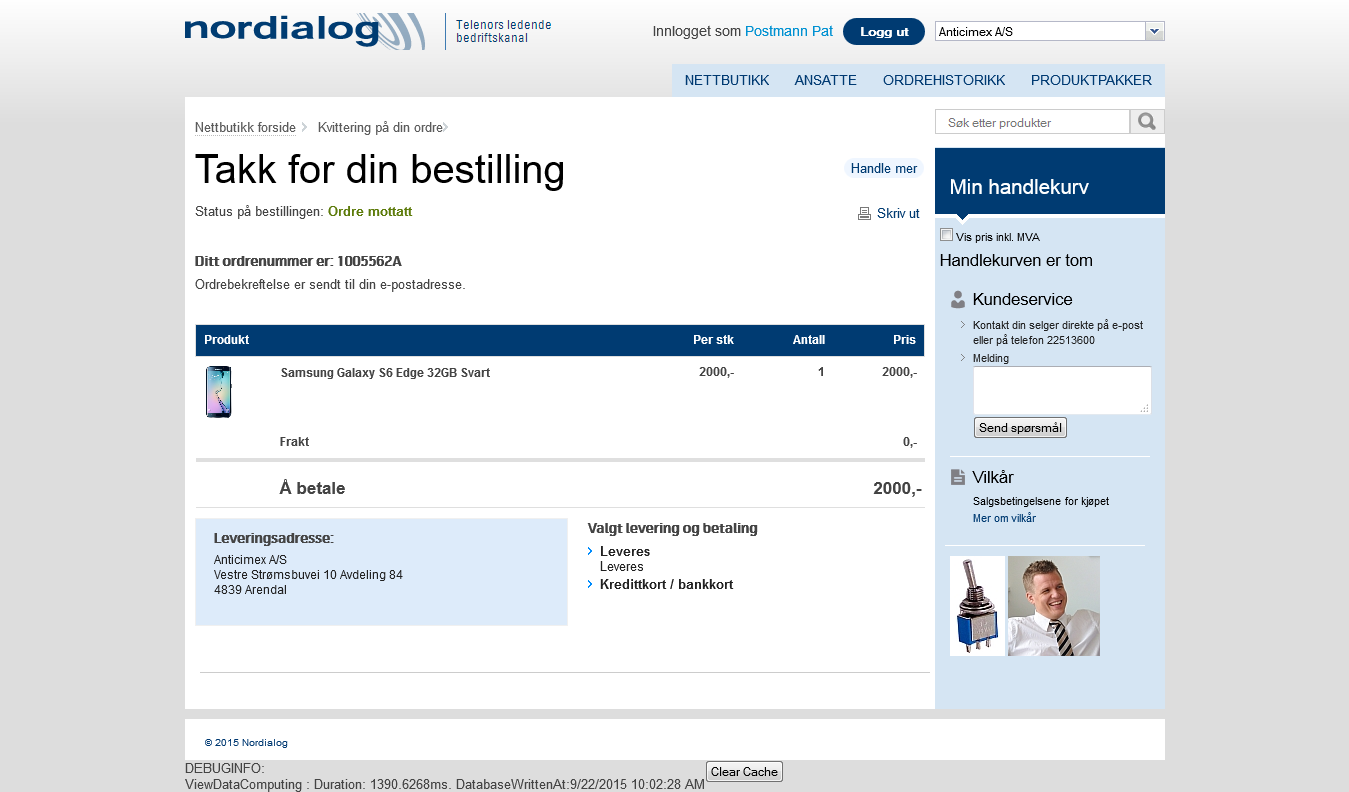 nordialog
Telenors ledende
bedriftskanal
Innlogget som Postmann Pat
Logg ut
Anticimex A/S
NETTBUTIKK ANSATTE ORDREHISTORIKK PRODUKTPAKKER
Nettbutikk forside Kvittering på din ordre
Søk etter produkter
Takk for din bestilling
Handle mer
Status på bestillingen: Ordre mottatt
Skriv ut
Ditt ordrenummer er: 1005562A
Ordrebekreftelse er sendt til din e-postadresse.
Produkt Per stk Antall Pris
Samsung Galaxy S6 Edge 32GB Svart 2000,- 1 2000,-
Frakt 0,-
Å betale 2000,-
Leveringsadresse:
Anticimex A/S
Vestre Strømsbuvei 10 Avdeling 84
4839 Arendal
Valgt levering og betaling
Leveres
Leveres
Kredittkort / bankkort
Min handlekurv
Vis pris inkl. MVA
Handlekurven er tom
Kundeservice
Kontakt din selger direkte på e-post
eller på telefon 22513600
Melding
Send spørsmål
Vilkår
Salgsbetingelsene for kjøpet
Mer om vilkår
© 2015 Nordialog
DEBUGINFO:
ViewDataComputing : Duration: 1390.6268ms. DatabaseWrittenAt:9/22/2015 10:02:28 AM
Clear Cache